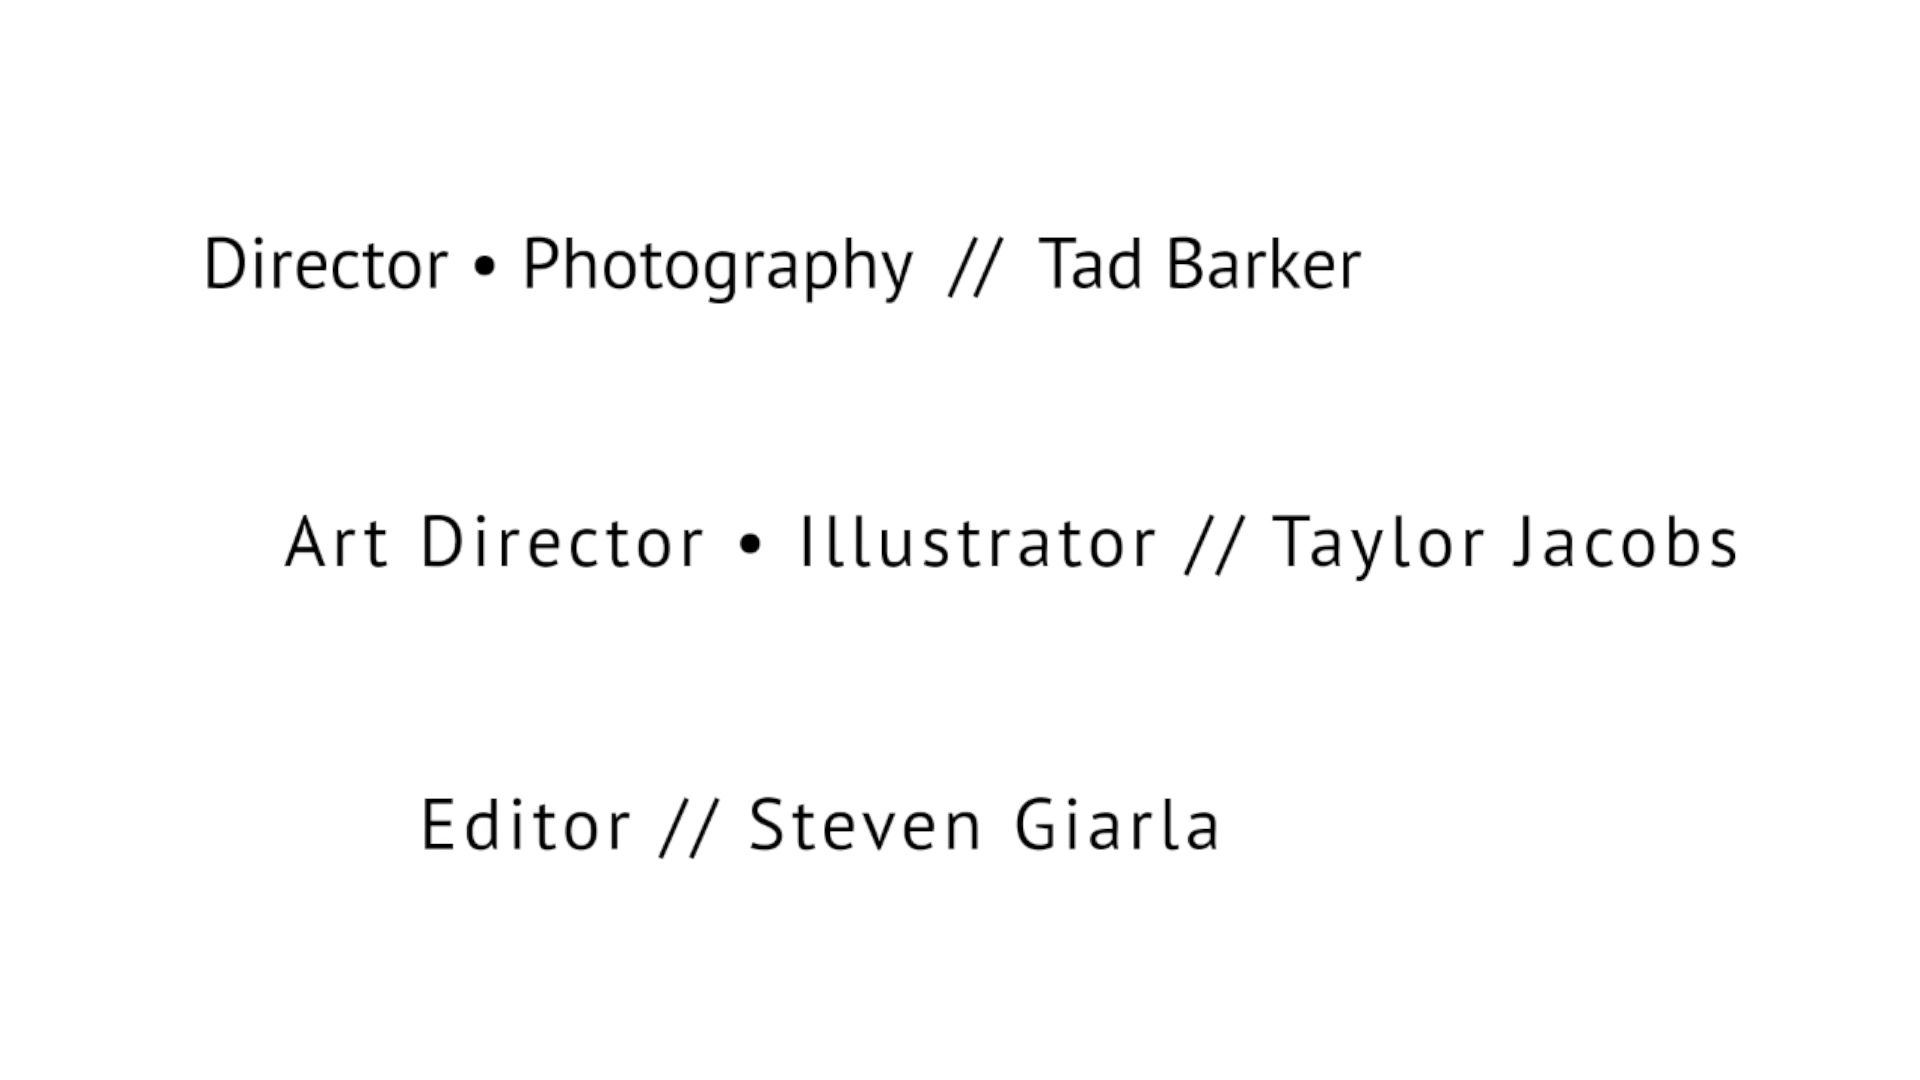 Director • Photography // Tad Barker
Art Director • Illustrator // Taylor Jacobs
Editor // Steven Giarla